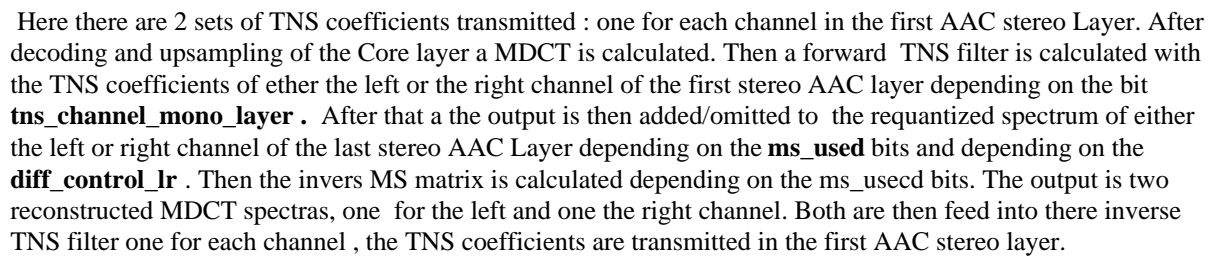 Here there are 2 sets of TNS coefficients transmitted : one for each channel in the first AAC stereo Layer. After
decoding and upsampling of the Core layer a MDCT is calculated. Then a forward  TNS filter is calculated with
the TNS coefficients of ether the left or the right channel of the first stereo AAC layer depending on the bit
tns_channel_mono_layer .  After that a the output is then added/omitted to  the requantized spectrum of either
the left or right channel of the last stereo AAC Layer depending on the ms_used bits and depending on the
diff_control_lr . Then the invers MS matrix is calculated depending on the ms_usecd bits. The output is two
reconstructed MDCT spectras, one  for the left and one the right channel. Both are then feed into there inverse
TNS filter one for each channel , the TNS coefficients are transmitted in the first AAC stereo layer.